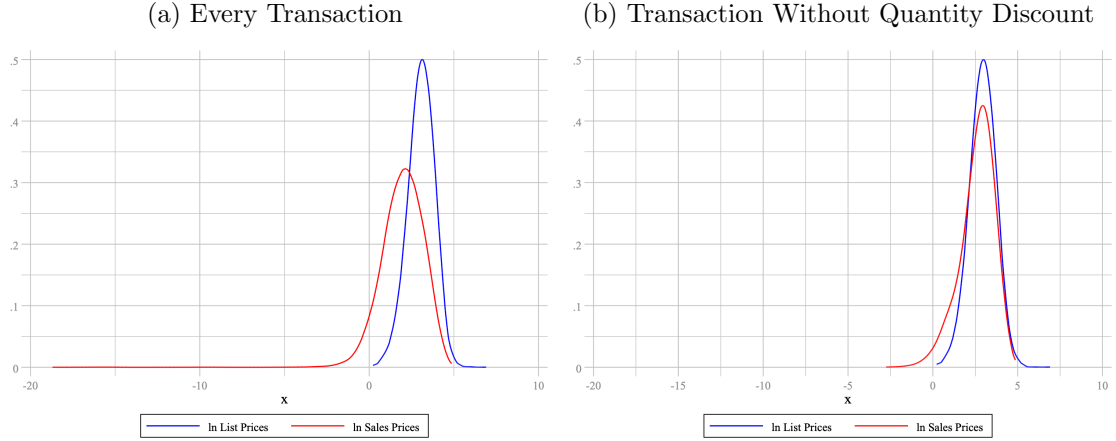 (a) Every Transaction
(b) Transaction Without Quantity Discount
.5
.4
.3
.2
.1
0
-20
-10
0
10
x
ln List Prices
ln Sales Prices
.5
.4
.3
.2
.1
0
-20
-15
-10
-5
0
5
10
x
ln List Prices
ln Sales Prices